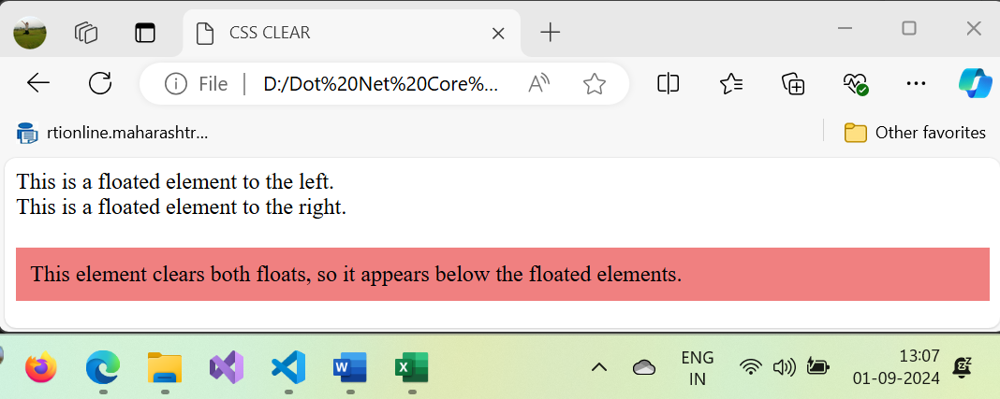 CSS CLEAR
File | D:/Dot%20Net%20Core%...
rtionline.maharashtr...
Other favorites
This is a floated element to the left.
This is a floated element to the right.
This element clears both floats, so it appears below the floated elements.
ENG
IN
13:07
01-09-2024